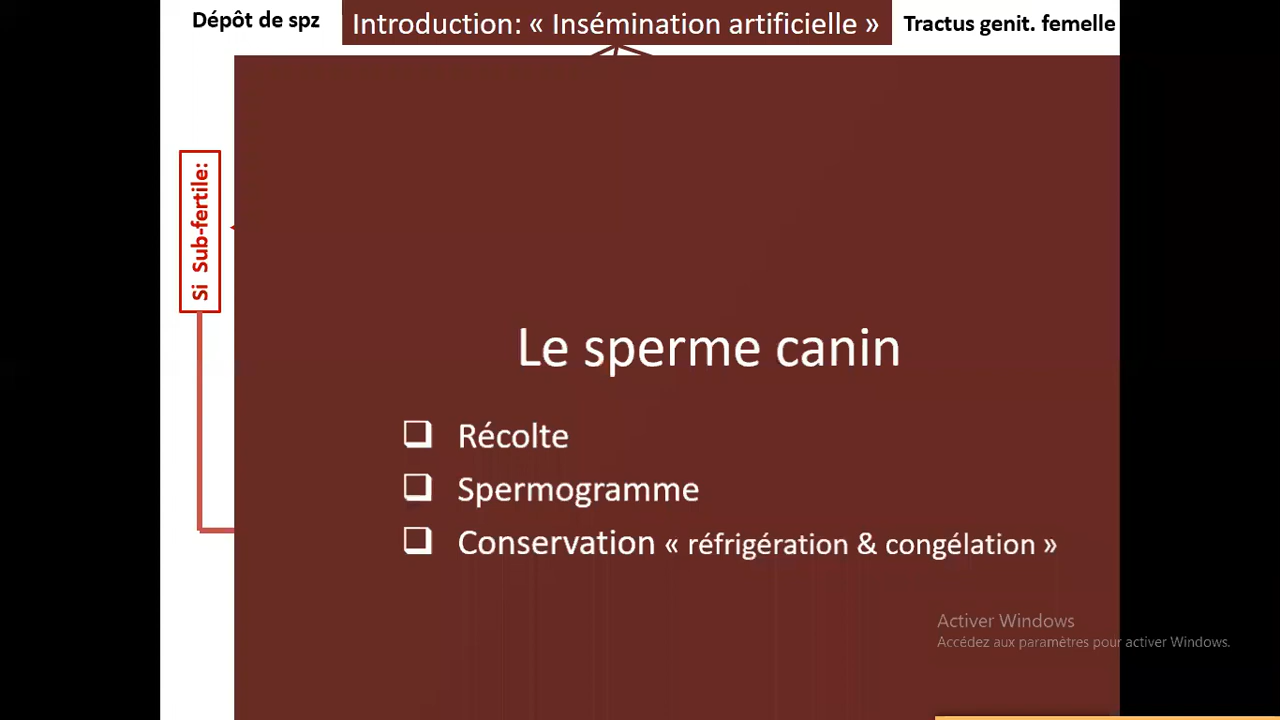 Dépôt de spz
Introduction: « Insémination artificielle »
Tractus genit. femelle
Si Sub-fertile:
Le sperme canin
Récolte
Spermogramme
Conservation « réfrigération & congélation »
Activer Windows
Accédez aux paramètres pour activer Windows.